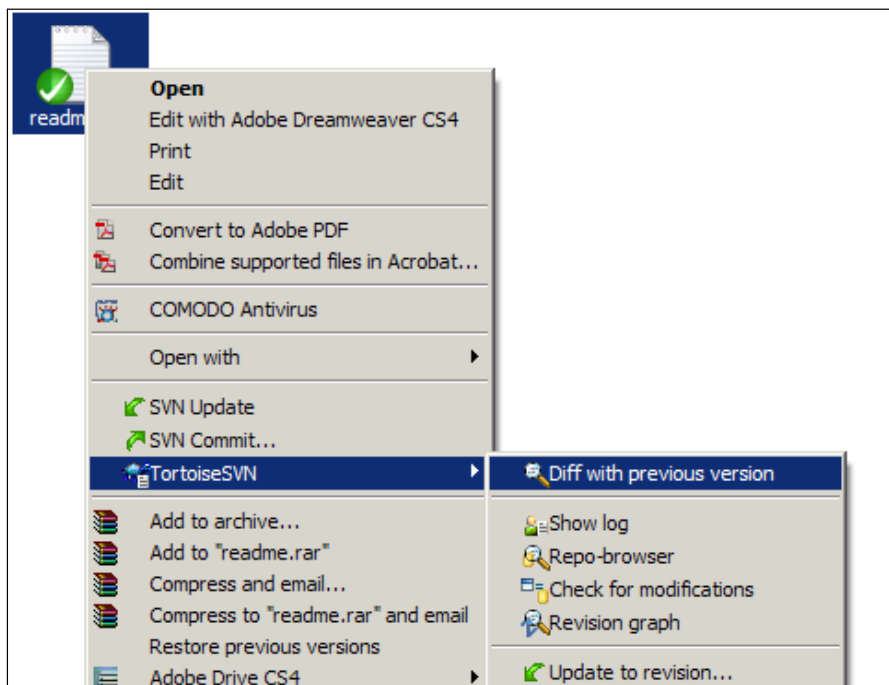 readm
Open
Edit with Adobe Dreamweaver CS4
Print
Edit
Convert to Adobe PDF
Combine supported files in Acrobat...
COMODO Antivirus
Open with
SVN Update
SVN Commit...
TortoiseSVN
Add to archive...
Add to "readme.rar"
Compress and email...
Compress to "readme.rar" and email
Restore previous versions
Adobe Drive CS4
Diff with previous version
Show log
Repo-browser
Check for modifications
Revision graph
Update to revision...